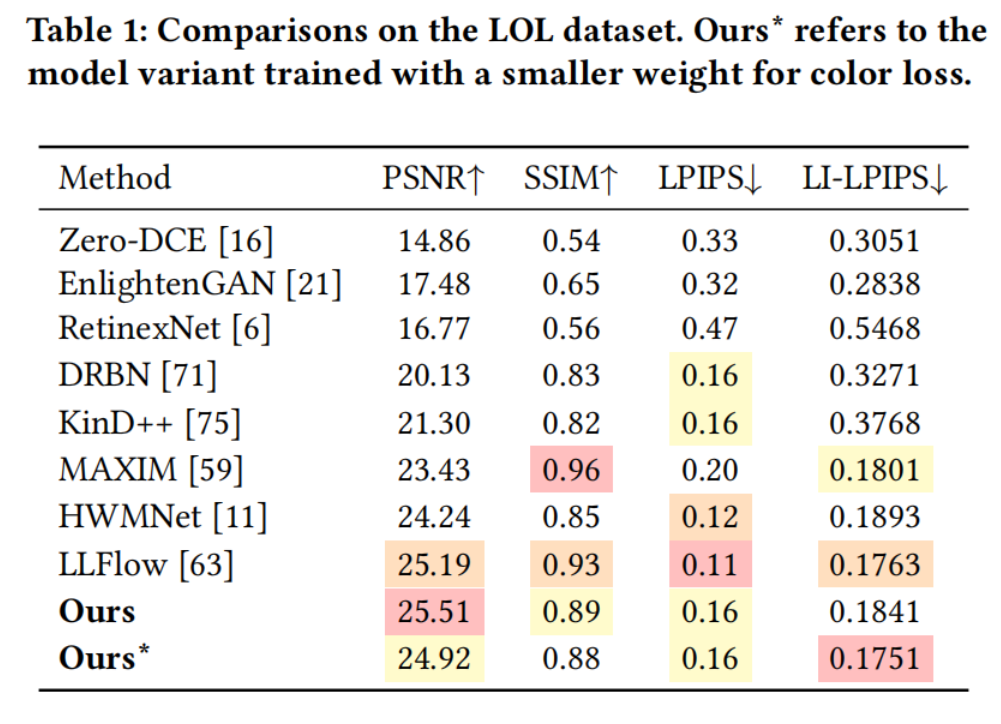 Table 1: Comparisons on the LOL dataset. Ours* refers to the
model variant trained with a smaller weight for color loss.
Method PSNR↑ SSIM↑ LPIPS↓ LI-LPIPS↓
Zero-DCE [16] 14.86 0.54 0.33 0.3051
EnlightenGAN [21] 17.48 0.65 0.32 0.2838
RetinexNet [6] 16.77 0.56 0.47 0.5468
DRBN [71] 20.13 0.83 0.16 0.3271
KinD++ [75] 21.30 0.82 0.16 0.3768
MAXIM [59] 23.43 0.96 0.20 0.1801
HWMNet [11] 24.24 0.85 0.12 0.1893
LLFlow [63] 25.19 0.93 0.11 0.1763
Ours 25.51 0.89 0.16 0.1841
Ours* 24.92 0.88 0.16 0.1751